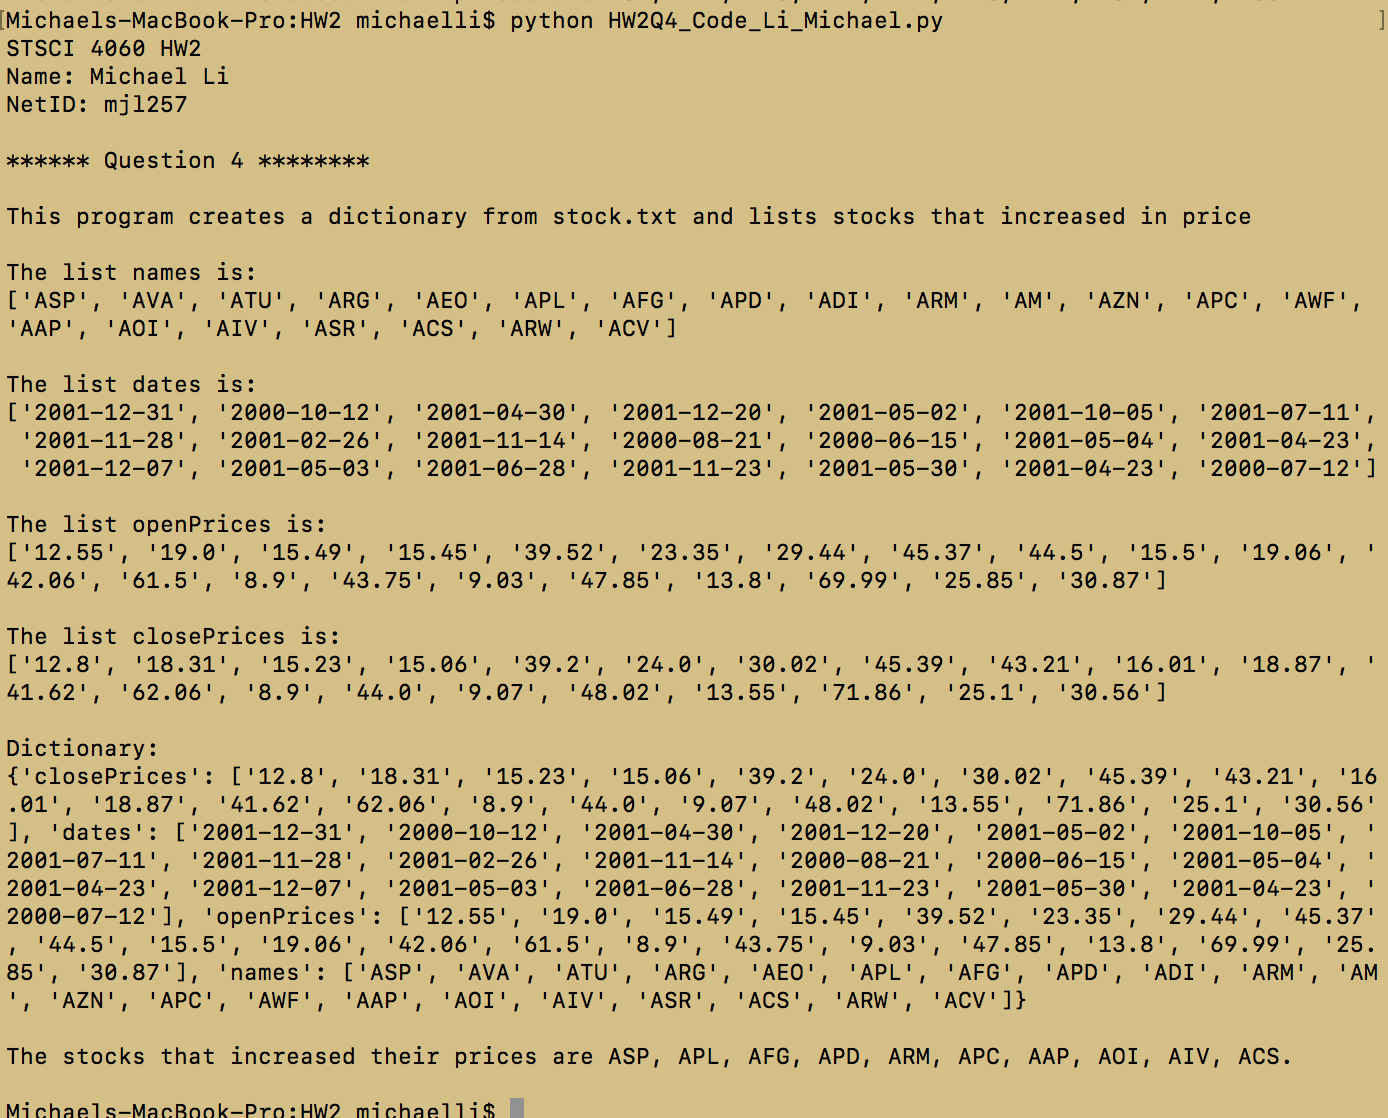 [Michaels-MacBook-Pro:HW2 michaelli$ python HW2Q4_Code_Li_Michael.py ]
STSCI 4060 HW2
Name: Michael Li
NetID: mjl257
****** Question 4 ********
This program creates a dictionary from stock.txt and lists stocks that increased in price
The list names is:
['ASP', 'AVA', 'ATU', 'ARG', 'AEO', 'APL', 'AFG', 'APD', 'ADI', 'ARM', 'AM', 'AZN', 'APC', 'AWF',
'AAP', 'AOI', 'AIV', 'ASR', 'ACS', 'ARW', 'ACV']
The list dates is:
['2001-12-31', '2000-10-12', '2001-04-30', '2001-12-20', '2001-05-02', '2001-10-05', '2001-07-11',
'2001-11-28', '2001-02-26', '2001-11-14', '2000-08-21', '2000-06-15', '2001-05-04', '2001-04-23',
'2001-12-07', '2001-05-03', '2001-06-28', '2001-11-23', '2001-05-30', '2001-04-23', '2000-07-12']
The list openPrices is:
['12.55', '19.0', '15.49', '15.45', '39.52', '23.35', '29.44', '45.37', '44.5', '15.5', '19.06', '
42.06', '61.5', '8.9', '43.75', '9.03', '47.85', '13.8', '69.99', '25.85', '30.87']
The list closePrices is:
['12.8', '18.31', '15.23', '15.06', '39.2', '24.0', '30.02', '45.39', '43.21', '16.01', '18.87', '
41.62', '62.06', '8.9', '44.0', '9.07', '48.02', '13.55', '71.86', '25.1', '30.56']
Dictionary:
{'closePrices': ['12.8', '18.31', '15.23', '15.06', '39.2', '24.0', '30.02', '45.39', '43.21', '16
.01', '18.87', '41.62', '62.06', '8.9', '44.0', '9.07', '48.02', '13.55', '71.86', '25.1', '30.56'
], 'dates': ['2001-12-31', '2000-10-12', '2001-04-30', '2001-12-20', '2001-05-02', '2001-10-05', '
2001-07-11', '2001-11-28', '2001-02-26', '2001-11-14', '2000-08-21', '2000-06-15', '2001-05-04', '
2001-04-23', '2001-12-07', '2001-05-03', '2001-06-28', '2001-11-23', '2001-05-30', '2001-04-23', '
2000-07-12'], 'openPrices': ['12.55', '19.0', '15.49', '15.45', '39.52', '23.35', '29.44', '45.37'
, '44.5', '15.5', '19.06', '42.06', '61.5', '8.9', '43.75', '9.03', '47.85', '13.8', '69.99', '25.
85', '30.87'], 'names': ['ASP', 'AVA', 'ATU', 'ARG', 'AEO', 'APL', 'AFG', 'APD', 'ADI', 'ARM', 'AM
', 'AZN', 'APC', 'AWF', 'AAP', 'AOI', 'AIV', 'ASR', 'ACS', 'ARW', 'ACV']}
The stocks that increased their prices are ASP, APL, AFG, APD, ARM, APC, AAP, AOI, AIV, ACS.
Michaels-MacBook-Pro:HW2 michaelli$